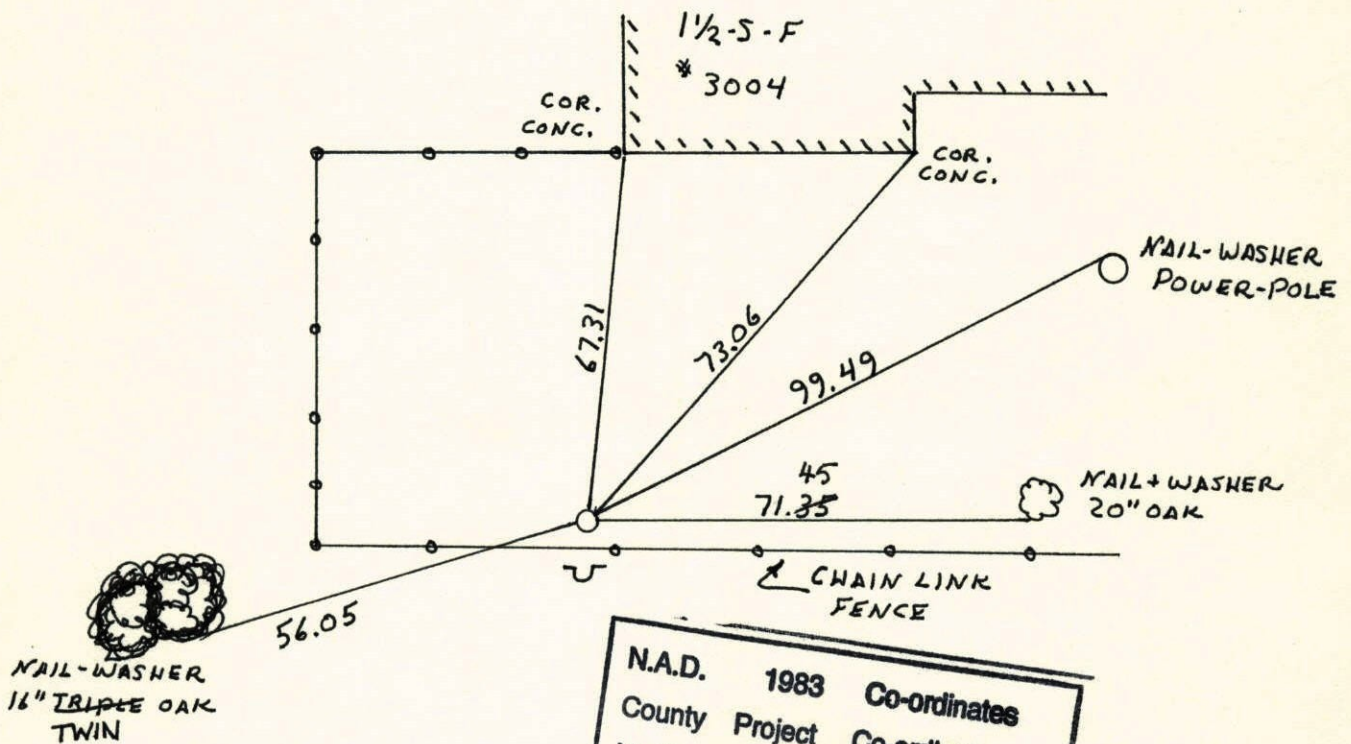 1½-S-F
# 3004
COR.
CONC.
COR.
CONC.
NAIL-WASHER
POWER-POLE
67.31
73.06
99.49
45
71.35
NAIL+WASHER
20" OAK
CHAIN LINK
FENCE
56.05
NAIL-WASHER
16" TRIPLE OAK
TWIN
N.A.D. 1983 Co-ordinates
County Project